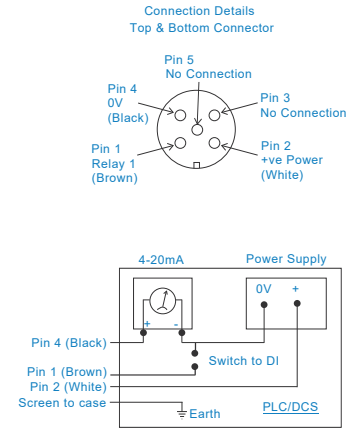 Connection Details
Top & Bottom Connector
Pin 5
No Connection
Pin 4
0V
(Black)
Pin 3
No Connection
Pin 1
Relay 1
(Brown)
Pin 2
+ve Power
(White)
4-20mA
Power Supply
0V +
+ -
Pin 4 (Black)
Switch to DI
Pin 1 (Brown)
Pin 2 (White)
Screen to case
Earth
PLC/DCS